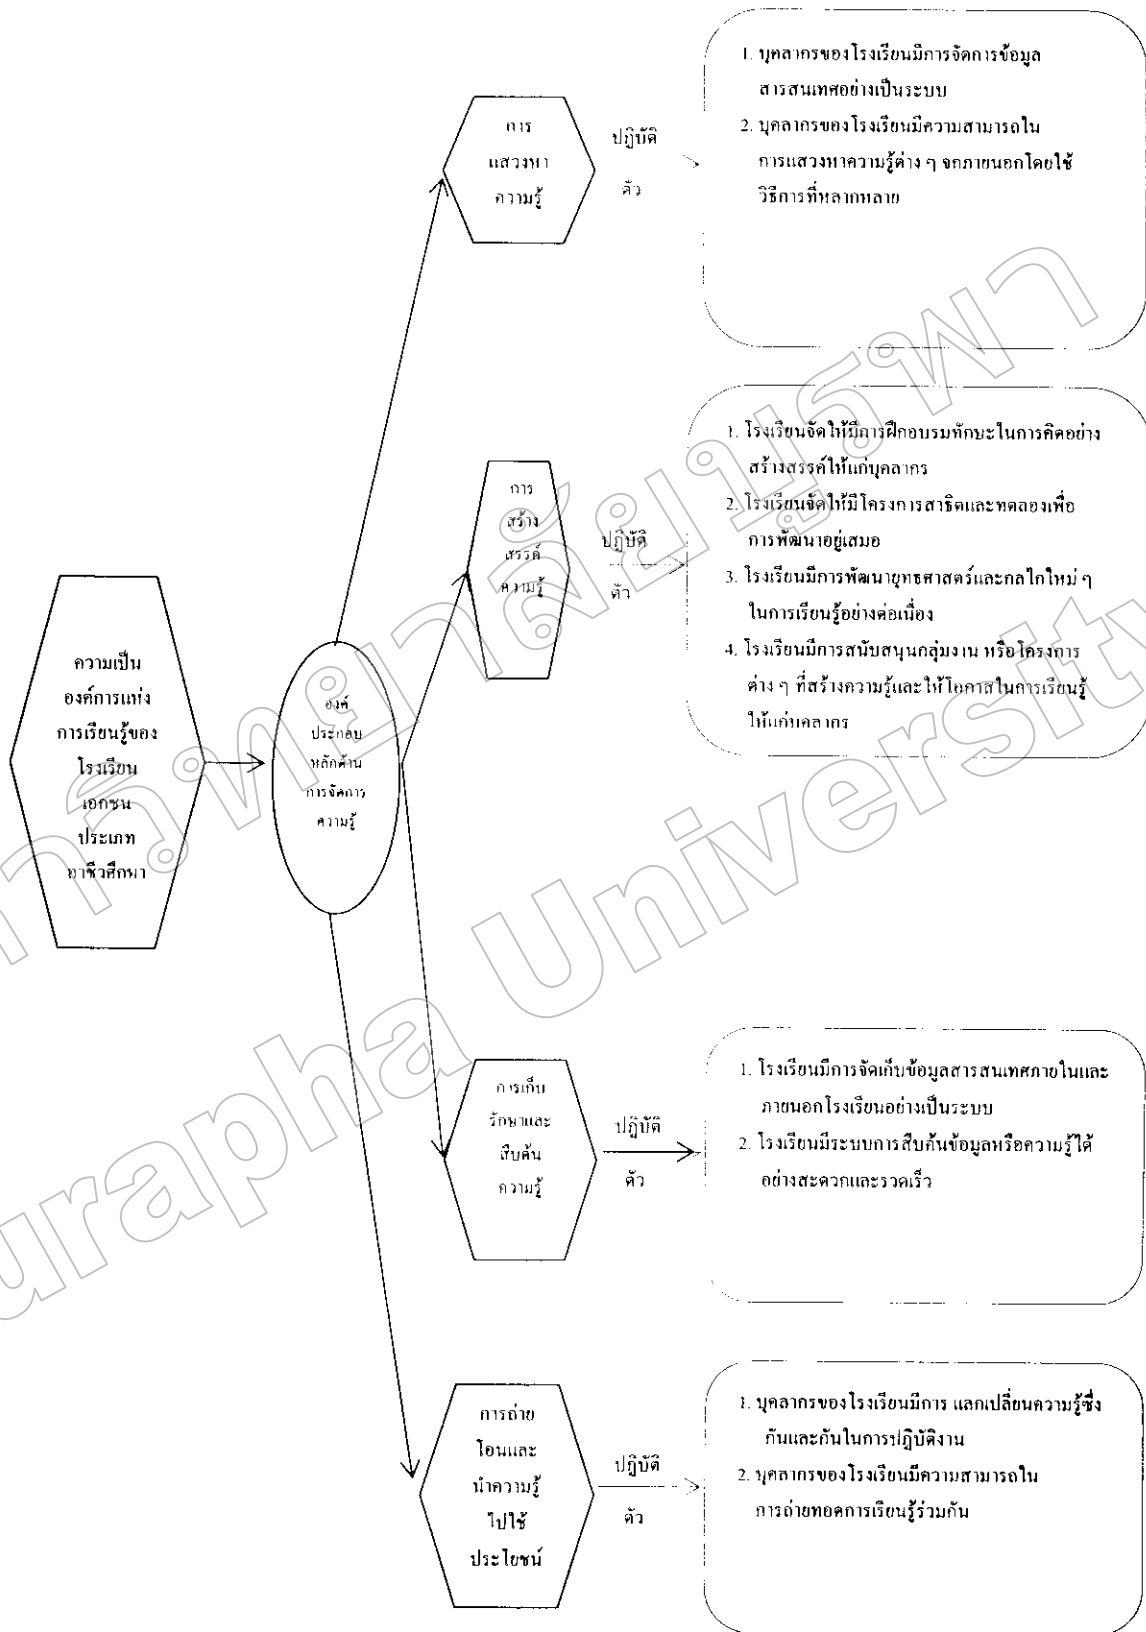 ความเป็น
องค์การแห่ง
การเรียนรู้ของ
โรงเรียน
เอกชน
ประเภท
อาชีวศึกษา
องค์
ประกอบ
หลักด้าน
การจัดการ
ความรู้
การ
แสวงหา
ความรู้
ปฏิบัติ
ตัว
1. บุคลากรของโรงเรียนมีการจัดการข้อมูล
สารสนเทศอย่างเป็นระบบ
2. บุคลากรของโรงเรียนมีความสามารถใน
การแสวงหาความรู้ต่าง ๆ จกภายนอกโดยใช้
วิธีการที่หลากหลาย
การ
สร้าง
สรรค์
ความรู้
ปฏิบัติ
ตัว
1. โรงเรียนจัดให้มีการฝึกอบรมทักษะในการคิดอย่าง
สร้างสรรค์ให้แก่บุคลากร
2. โรงเรียนจัดให้มีโครงการสาธิตและทดลองเพื่อ
การพัฒนาอยู่เสมอ
3. โรงเรียนมีการพัฒนายุทธศาสตร์และกลไกใหม่ ๆ
ในการเรียนรู้อย่างต่อเนื่อง
4. โรงเรียนมีการสนับสนุนกลุ่มงาน หรือโครงการ
ต่าง ๆ ที่สร้างความรู้และให้โอกาสในการเรียนรู้
ให้แก่บุคลากร
การเก็บ
รักษาและ
สืบค้น
ความรู้
ปฏิบัติ
ตัว
1. โรงเรียนมีการจัดเก็บข้อมูลสารสนเทศภายในและ
ภายนอกโรงเรียนอย่างเป็นระบบ
2. โรงเรียนมีระบบการสืบค้นข้อมูลหรือความรู้ได้
อย่างสะดวกและรวดเร็ว
การถ่าย
โอนและ
นำความรู้
ไปใช้
ประโยชน์
ปฏิบัติ
ตัว
1. บุคลากรของโรงเรียนมีการ แลกเปลี่ยนความรู้ซึ่ง
กันและกันในการปฏิบัติงาน
2. บุคลากรของโรงเรียนมีความสามารถใน
การถ่ายทอดการเรียนรู้ร่วมกัน
าวิทยาลัยบูรพา
urapha University